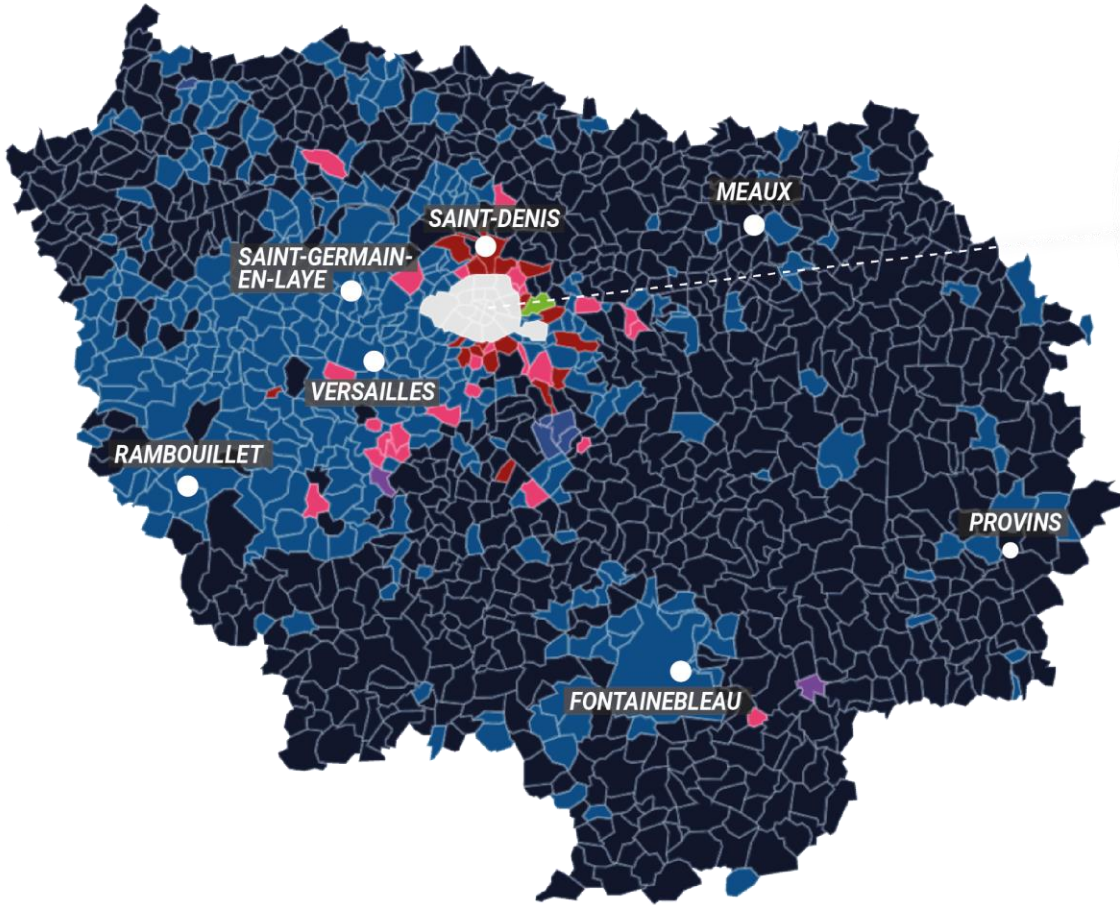 MEAUX
SAINT-DENIS
SAINT-GERMAIN-
EN-LAYE
VERSAILLES
RAMBOUILLET
PROVINS
FONTAINEBLEAU